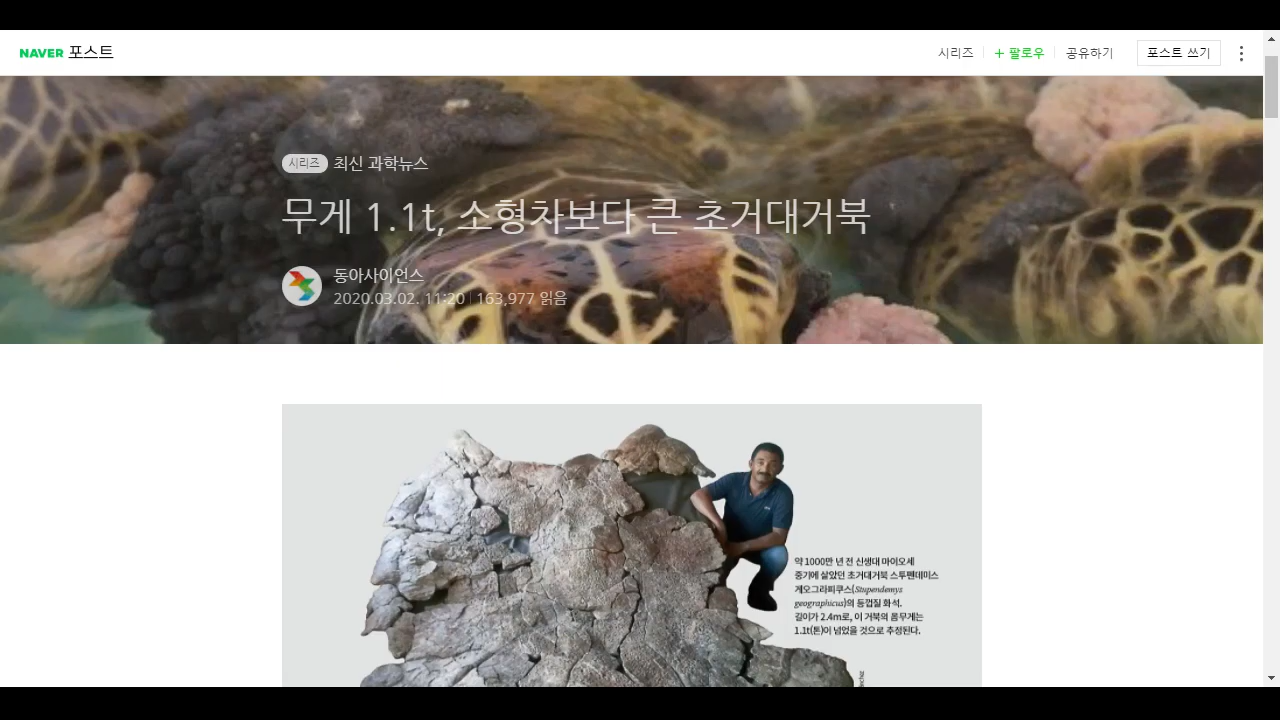 NAVER 포스트
시리즈
+ 팔로우
공유하기
포스트 쓰기
시리즈 최신 과학뉴스
무게 1.1t, 소형차보다 큰 초거대거북
동아사이언스
2020.03.02. 11:20 | 163,977 읽음
약 1000만 년 전 신생대 마이오세
중기에 살았던 초거대거북 스투펜데미스
게오그라피쿠스(Stupendemys
geographicus)의 등껍질 화석.
길이가 2.4m로, 이 거북의 몸무게는
1.1t(톤)이 넘었을 것으로 추정된다.